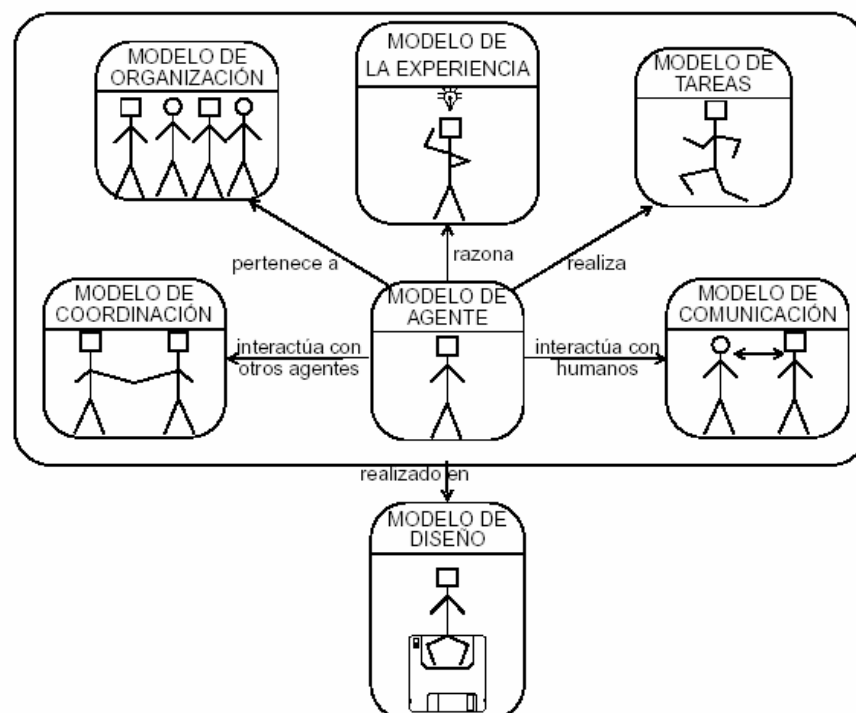 MODELO DE
ORGANIZACIÓN
MODELO DE
LA EXPERIENCIA
MODELO DE
TAREAS
pertenece a
razona
realiza
MODELO DE
COORDINACIÓN
interactúa con
otros agentes
MODELO DE
AGENTE
interactúa con
humanos
MODELO DE
COMUNICACIÓN
realizado en
MODELO DE
DISEÑO